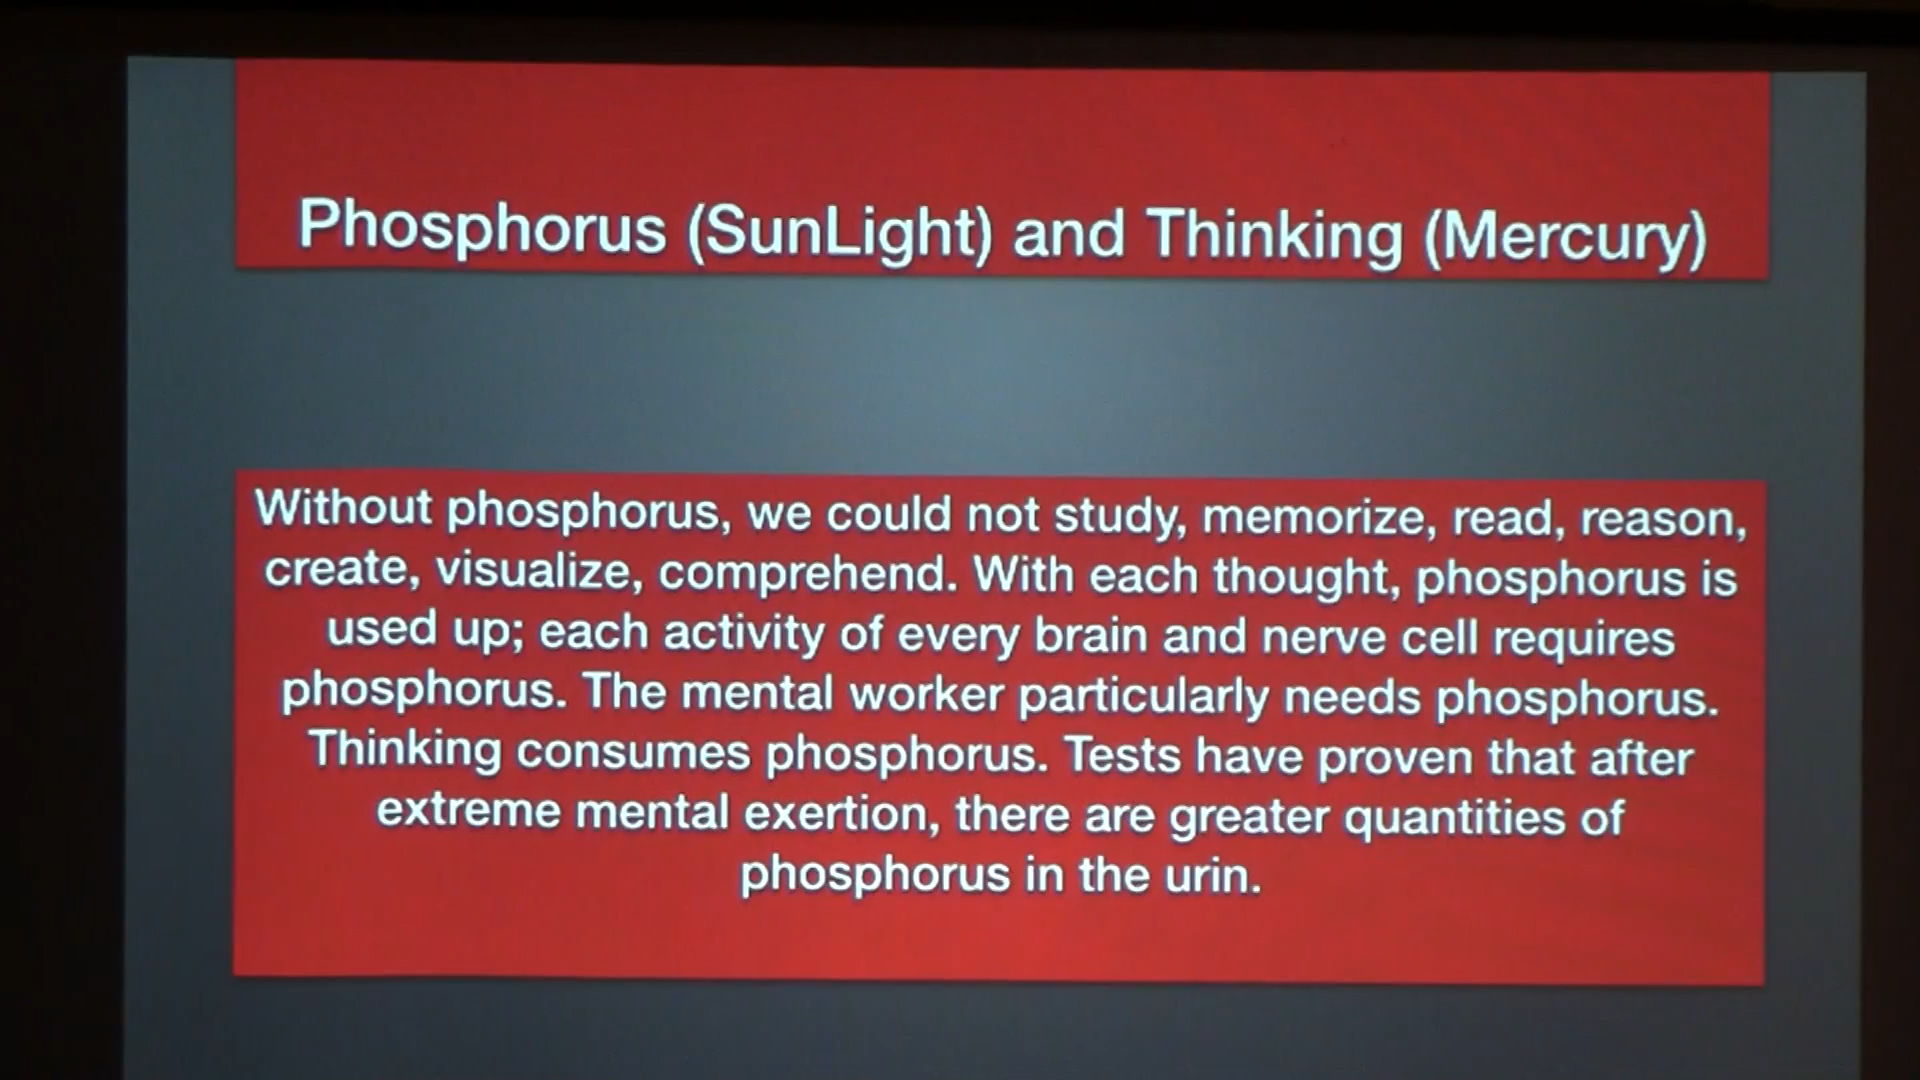 Phosphorus (SunLight) and Thinking (Mercury)
Without phosphorus, we could not study, memorize, read, reason,
create, visualize, comprehend. With each thought, phosphorus is
used up; each activity of every brain and nerve cell requires
phosphorus. The mental worker particularly needs phosphorus.
Thinking consumes phosphorus. Tests have proven that after
extreme mental exertion, there are greater quantities of
phosphorus in the urin.